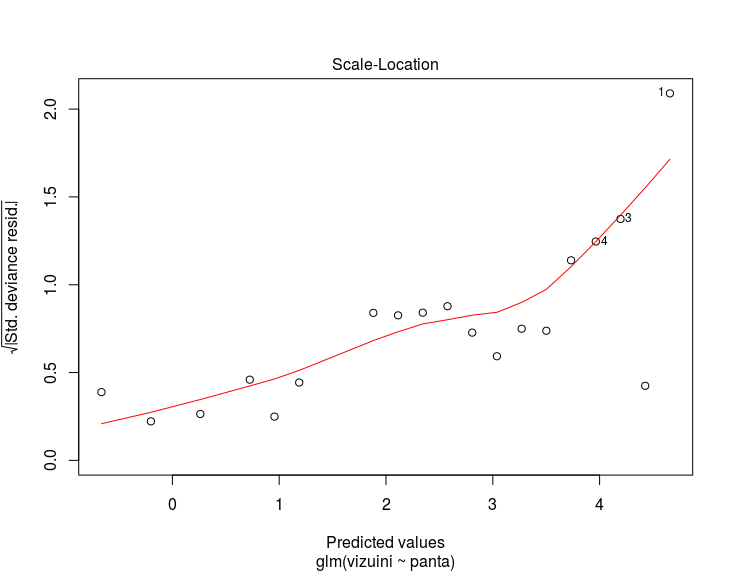 Scale-Location
2.0
1.5
1.0
0.5
0.0
√|Std. deviance resid.|
1
3
4
0 1 2 3 4
Predicted values
glm(vizuini ~ panta)